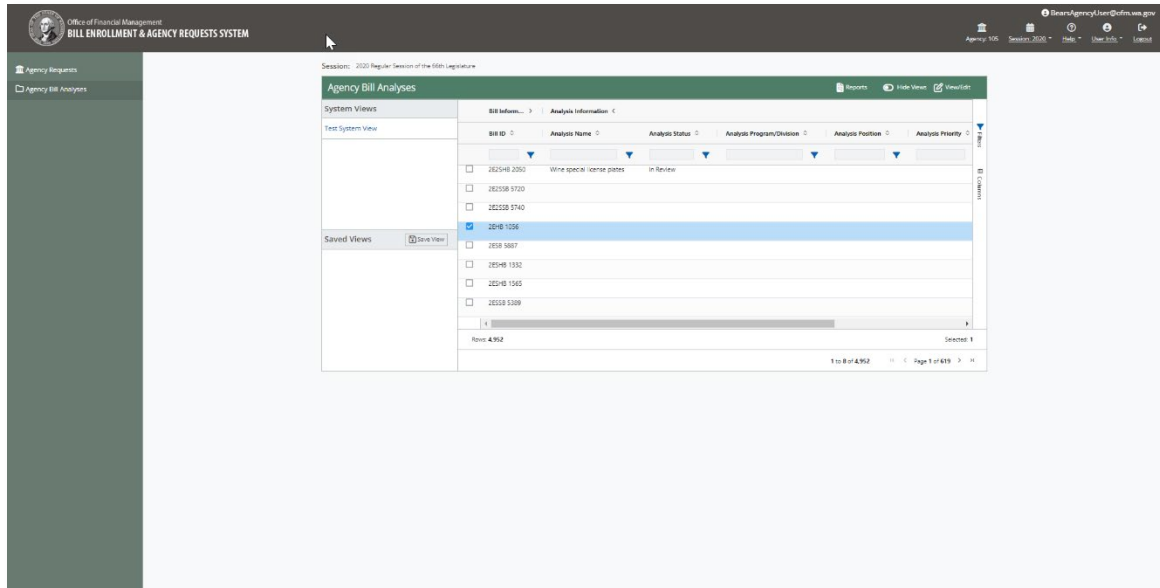 BearsAgencyUser@ofm.wa.gov
Office of Financial Management
BILL ENROLLMENT & AGENCY REQUESTS SYSTEM
Agency: 105 Session: 2020 Help User Info Logout
Agency Requests
Agency Bill Analyses
Session: 2020 Regular Session of the 66th Legislature
Agency Bill Analyses Reports Hide Views View/Edit
System Views
Test System View
Saved Views Save View
Bill Inform... > Analysis Information <
Bill ID Analysis Name Analysis Status Analysis Program/Division Analysis Position Analysis Priority
2E2SHB 2050 Wine special license plates In Review
2E2SSB 5720
2E2SSB 5740
2EHB 1056
2ESB 5887
2ESHB 1332
2ESHB 1565
2ESSB 5389
Filters
Columns
Rows: 4,952 Selected: 1
1 to 8 of 4,952 Page 1 of 619